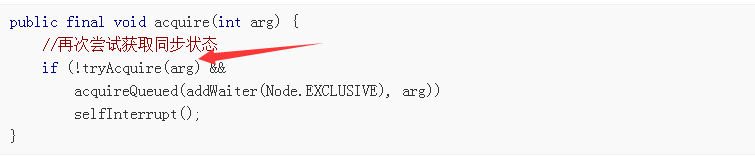 public final void acquire(int arg) {
//再次尝试获取同步状态
if (!tryAcquire(arg) &&
acquireQueued(addWaiter(Node.EXCLUSIVE), arg))
selfInterrupt();
}